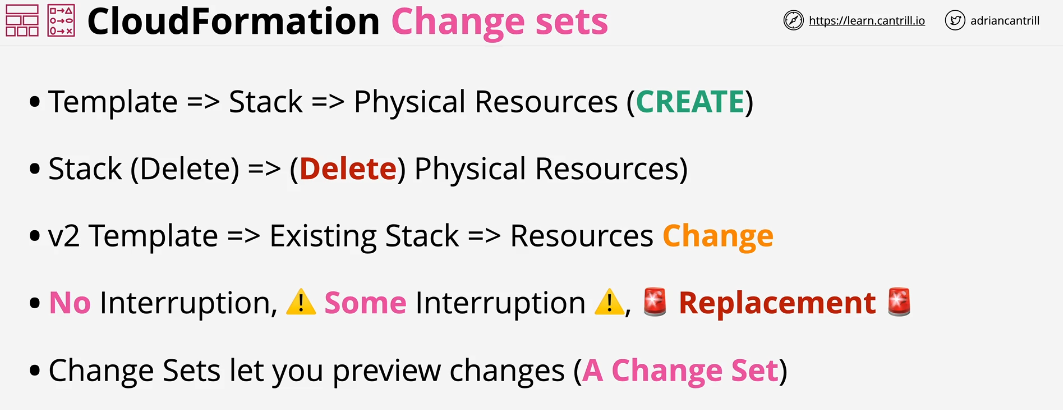 CloudFormation Change sets
https://learn.cantrill.io
adriancantrill
• Template => Stack => Physical Resources (CREATE)
• Stack (Delete) => (Delete) Physical Resources)
• v2 Template => Existing Stack => Resources Change
• No Interruption, ⚠️ Some Interruption ⚠️, 🚨 Replacement 🚨
• Change Sets let you preview changes (A Change Set)